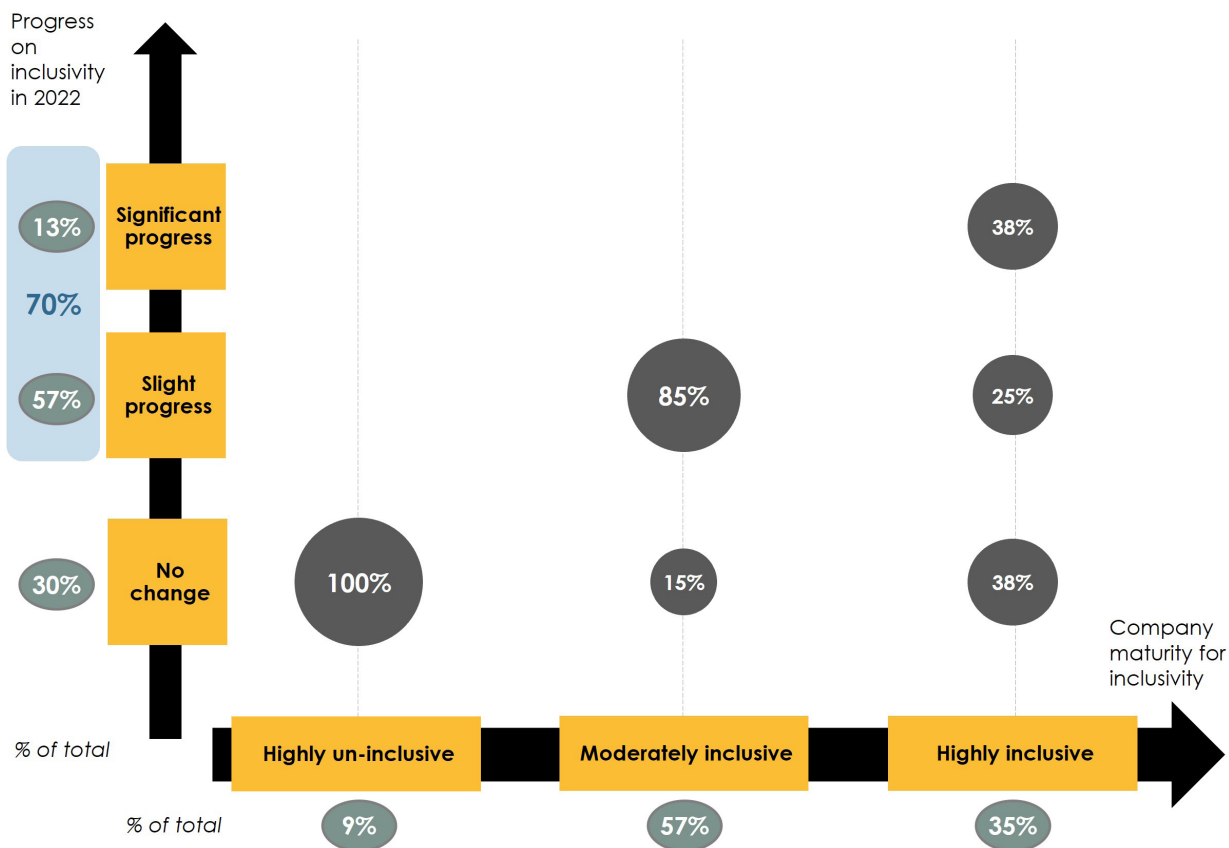 Progress
on
inclusivity
in 2022
13%
Significant
progress
38%
70%
57%
Slight
progress
85%
25%
30%
No
change
100%
15%
38%
Company
maturity for
inclusivity
% of total
Highly un-inclusive
Moderately inclusive
Highly inclusive
% of total
9%
57%
35%